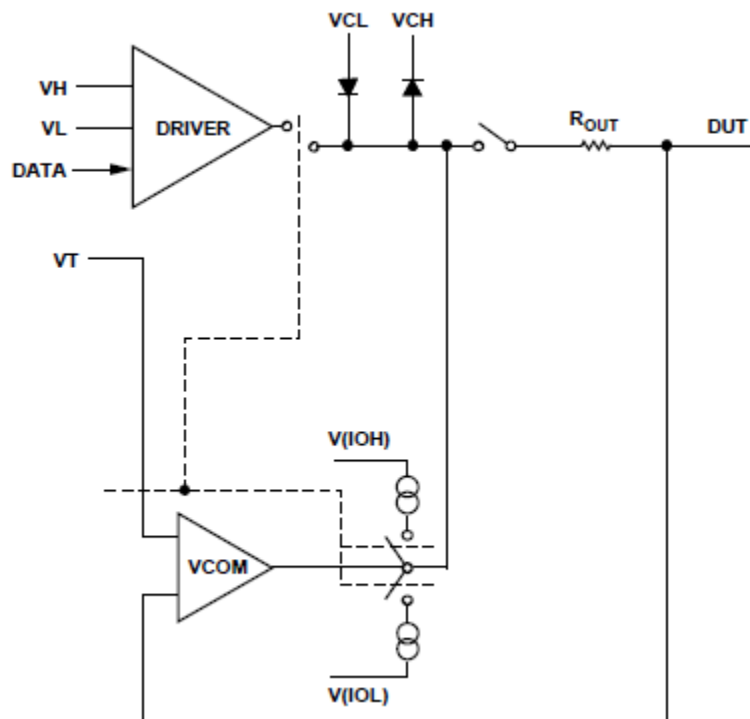 VCL VCH
VH
VL DRIVER ROUT DUT
DATA
VT
V(IOH)
VCOM
V(IOL)